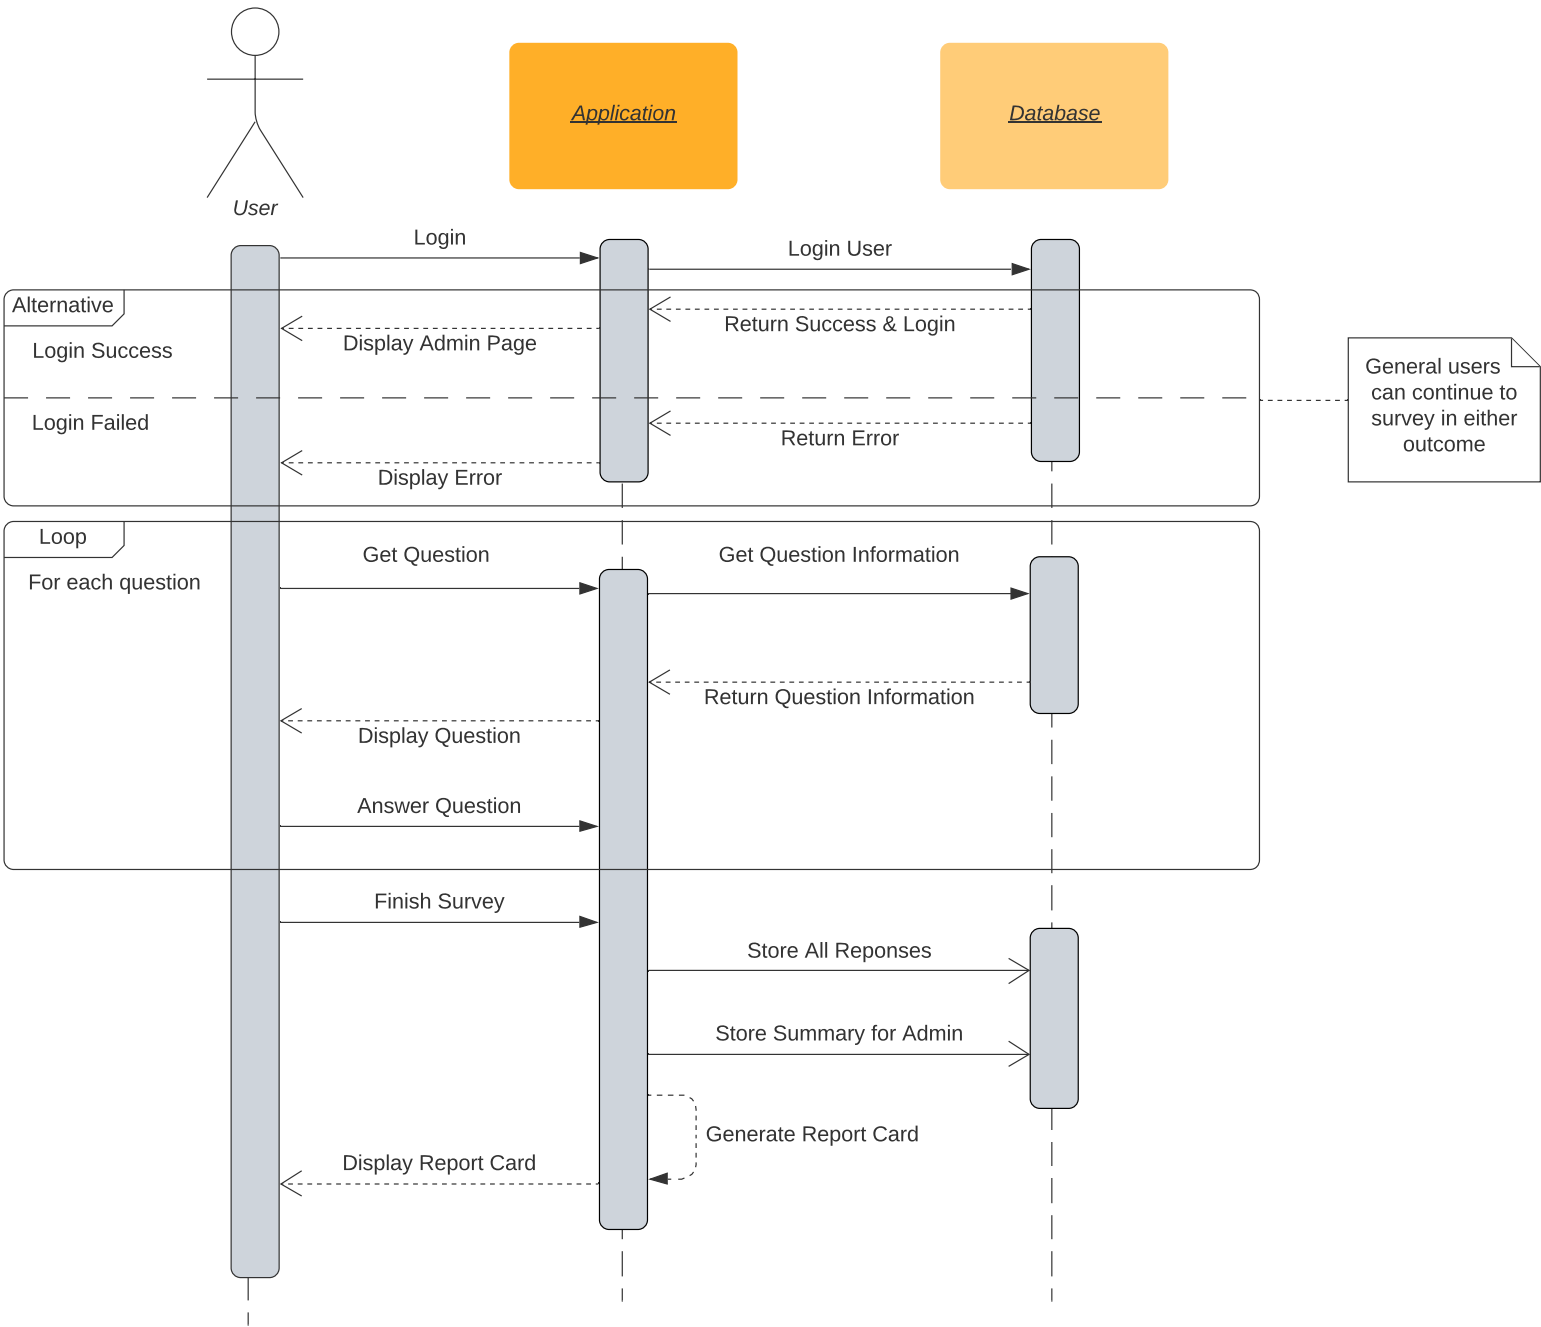 Application
Database
User
Login
Login User
Alternative
Return Success & Login
Display Admin Page
Login Success
General users
can continue to
survey in either
outcome
Login Failed
Return Error
Display Error
Loop
Get Question
Get Question Information
For each question
Return Question Information
Display Question
Answer Question
Finish Survey
Store All Reponses
Store Summary for Admin
Generate Report Card
Display Report Card